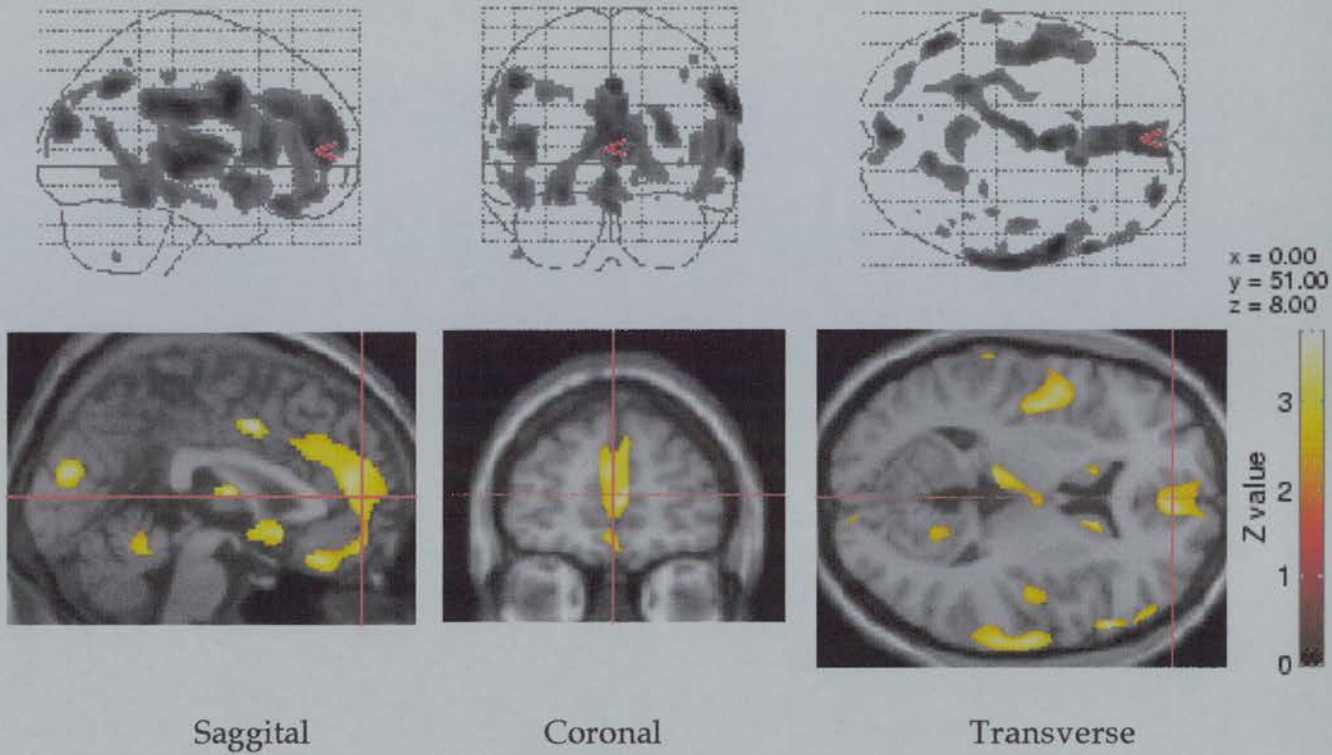 x = 0.00
y = 51.00
z = 8.00
3
2
1
0
Z value
Saggital
Coronal
Transverse